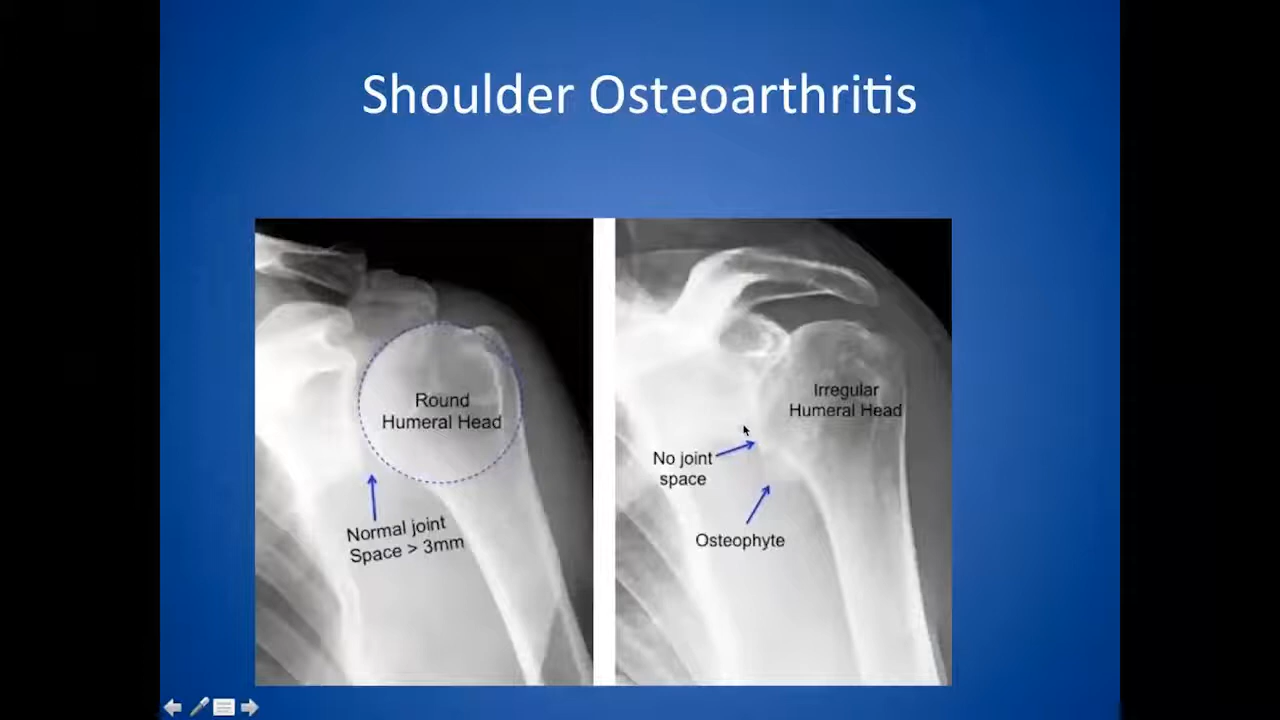 Shoulder Osteoarthritis
Round
Humeral Head
Normal joint
Space > 3mm
Irregular
Humeral Head
No joint
space
Osteophyte